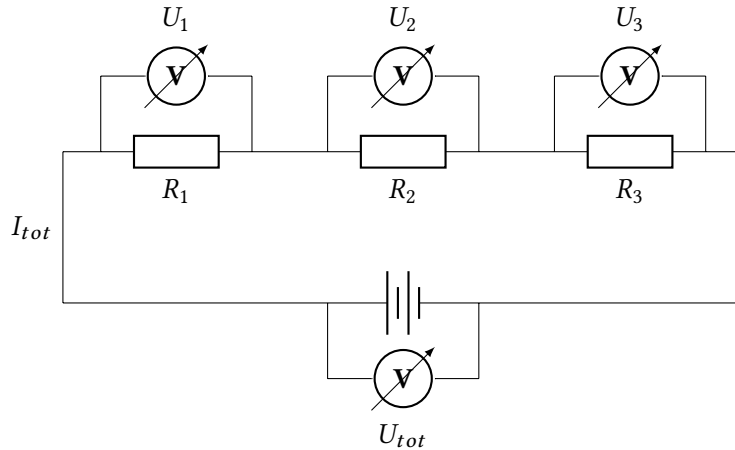 U₁ U₂ U₃
V V V
R₁ R₂ R₃
Iₜₒₜ
V
Uₜₒₜ